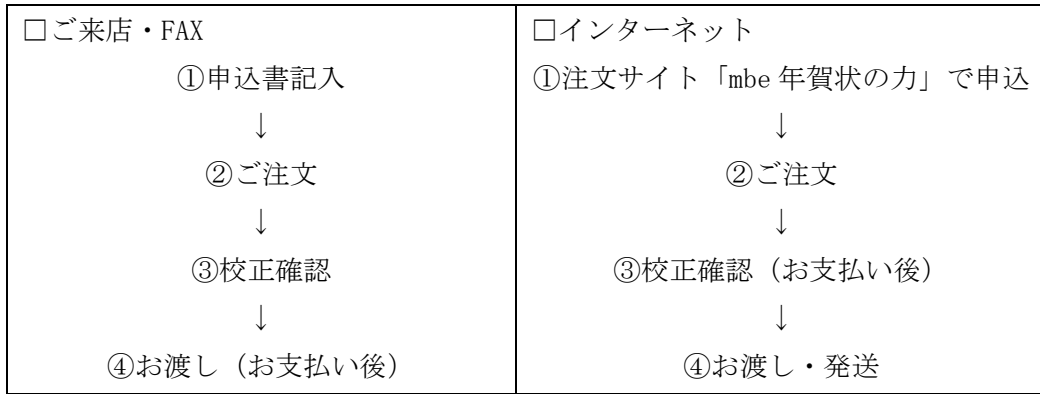 □ご来店・FAX
①申込書記入
↓
②ご注文
↓
③校正確認
↓
④お渡し（お支払い後）
□インターネット
①注文サイト「mbe 年賀状の力」で申込
↓
②ご注文
↓
③校正確認（お支払い後）
↓
④お渡し・発送